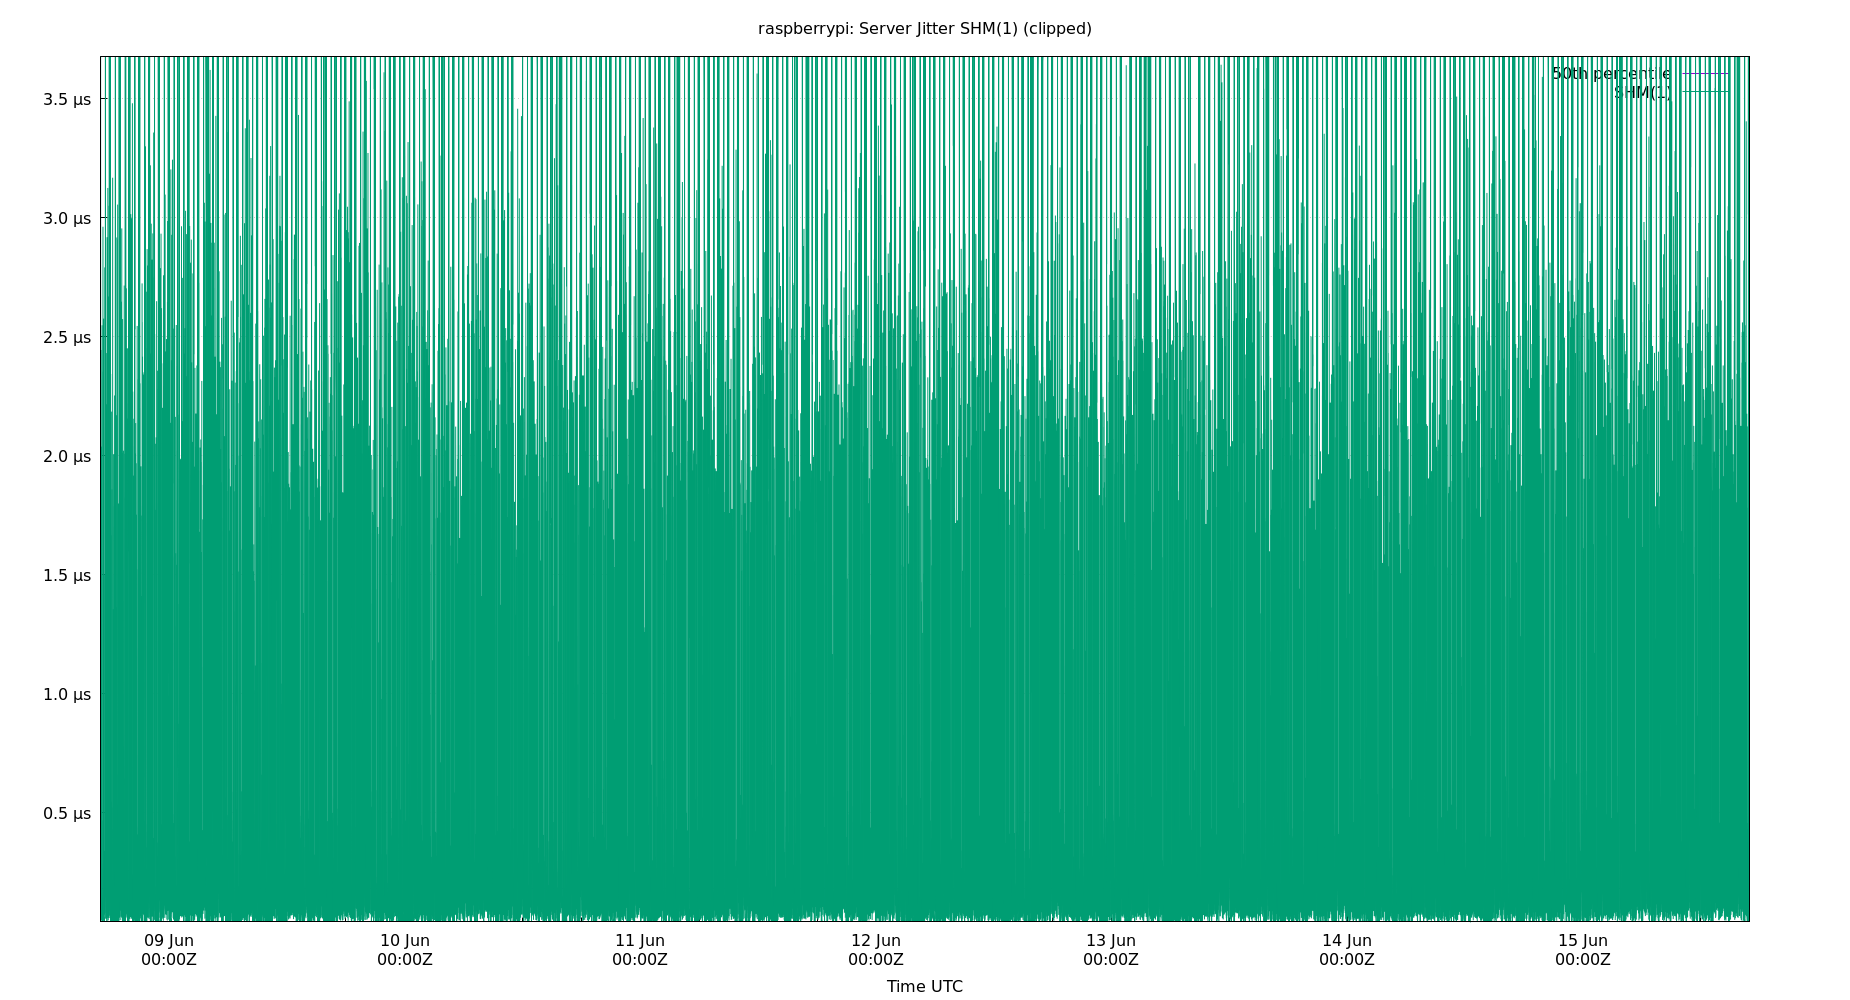 raspberrypi: Server Jitter SHM(1) (clipped)
50th percentile
SHM(1)
3.5 µs
3.0 µs
2.5 µs
2.0 µs
1.5 µs
1.0 µs
0.5 µs
09 Jun 10 Jun 11 Jun 12 Jun 13 Jun 14 Jun 15 Jun
00:00Z 00:00Z 00:00Z 00:00Z 00:00Z 00:00Z 00:00Z
Time UTC